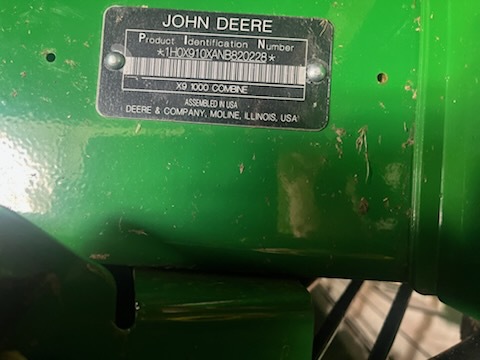 JOHN DEERE
Product Identification Number
*1H0X910XANB820228*
X9 1000 COMBINE
ASSEMBLED IN USA
DEERE & COMPANY, MOLINE, ILLINOIS, USA